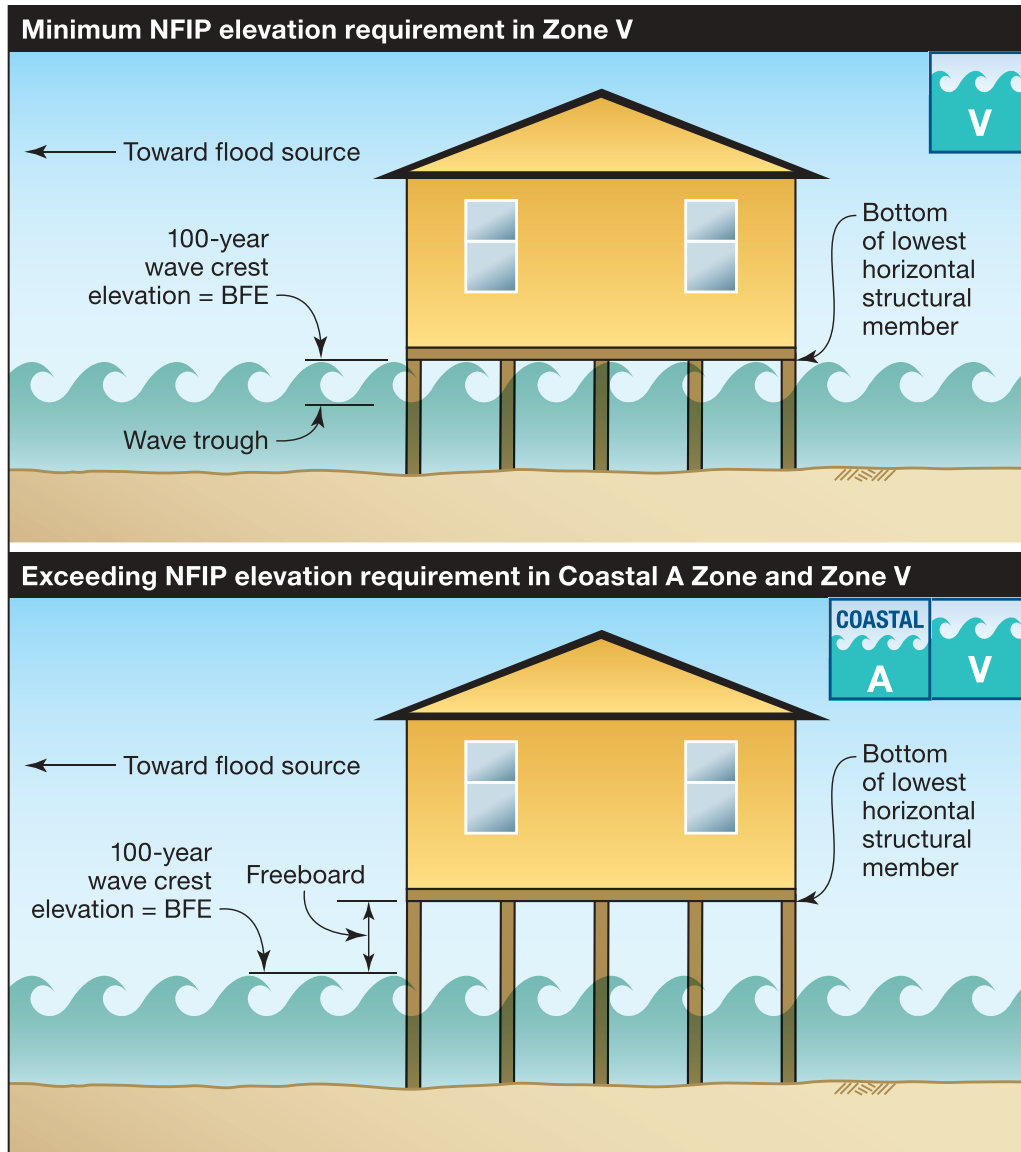 Minimum NFIP elevation requirement in Zone V
V
Toward flood source
100-year
wave crest
elevation = BFE
Bottom
of lowest
horizontal
structural
member
Wave trough
Exceeding NFIP elevation requirement in Coastal A Zone and Zone V
COASTAL
A
V
Toward flood source
Bottom
of lowest
horizontal
structural
member
100-year
wave crest
elevation = BFE
Freeboard